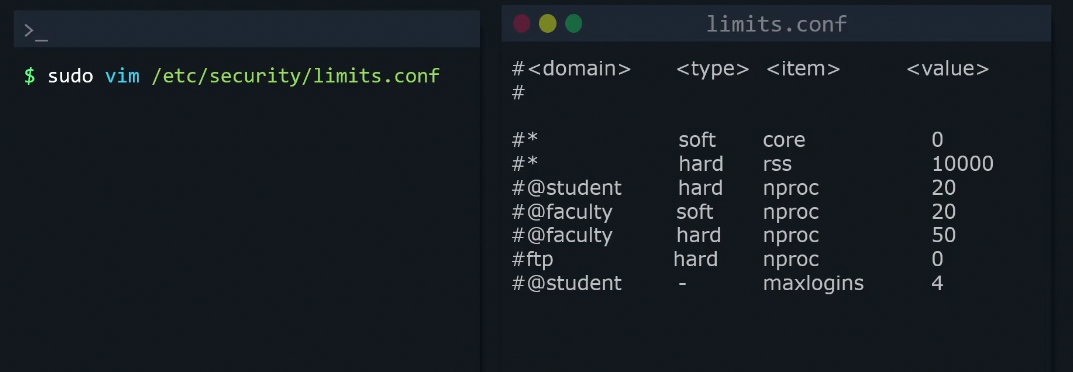 >_
$ sudo vim /etc/security/limits.conf
limits.conf
#<domain> <type> <item> <value>
#
#* soft core 0
#* hard rss 10000
#@student hard nproc 20
#@faculty soft nproc 20
#@faculty hard nproc 50
#ftp hard nproc 0
#@student - maxlogins 4